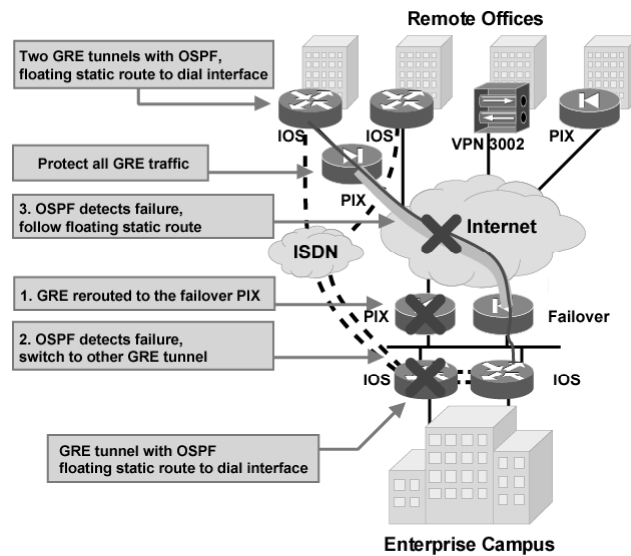 Remote Offices
Two GRE tunnels with OSPF,
floating static route to dial interface
IOS
IOS
VPN 3002
PIX
Protect all GRE traffic
PIX
3. OSPF detects failure,
follow floating static route
Internet
ISDN
1. GRE rerouted to the failover PIX
PIX
Failover
2. OSPF detects failure,
switch to other GRE tunnel
IOS
IOS
GRE tunnel with OSPF
floating static route to dial interface
Enterprise Campus